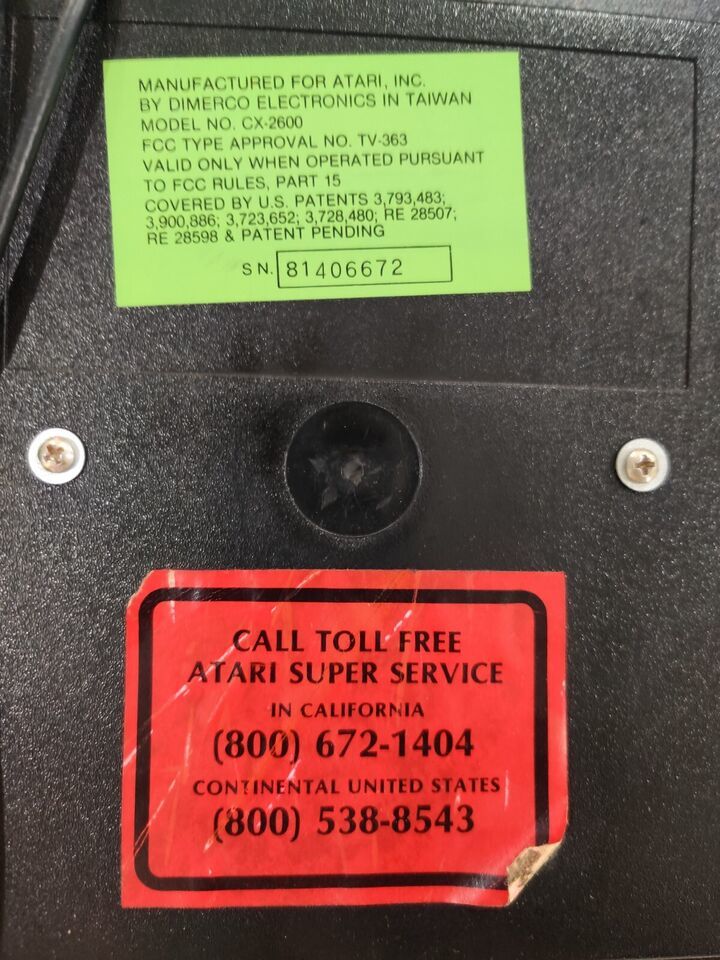 MANUFACTURED FOR ATARI, INC.
BY DIMERCO ELECTRONICS IN TAIWAN
MODEL NO. CX-2600
FCC TYPE APPROVAL NO. TV-363
VALID ONLY WHEN OPERATED PURSUANT
TO FCC RULES, PART 15
COVERED BY U.S. PATENTS 3,793,483;
3,900,886; 3,723,652; 3,728,480; RE 28507;
RE 28598 & PATENT PENDING
S N. 81406672
CALL TOLL FREE
ATARI SUPER SERVICE
IN CALIFORNIA
(800) 672-1404
CONTINENTAL UNITED STATES
(800) 538-8543